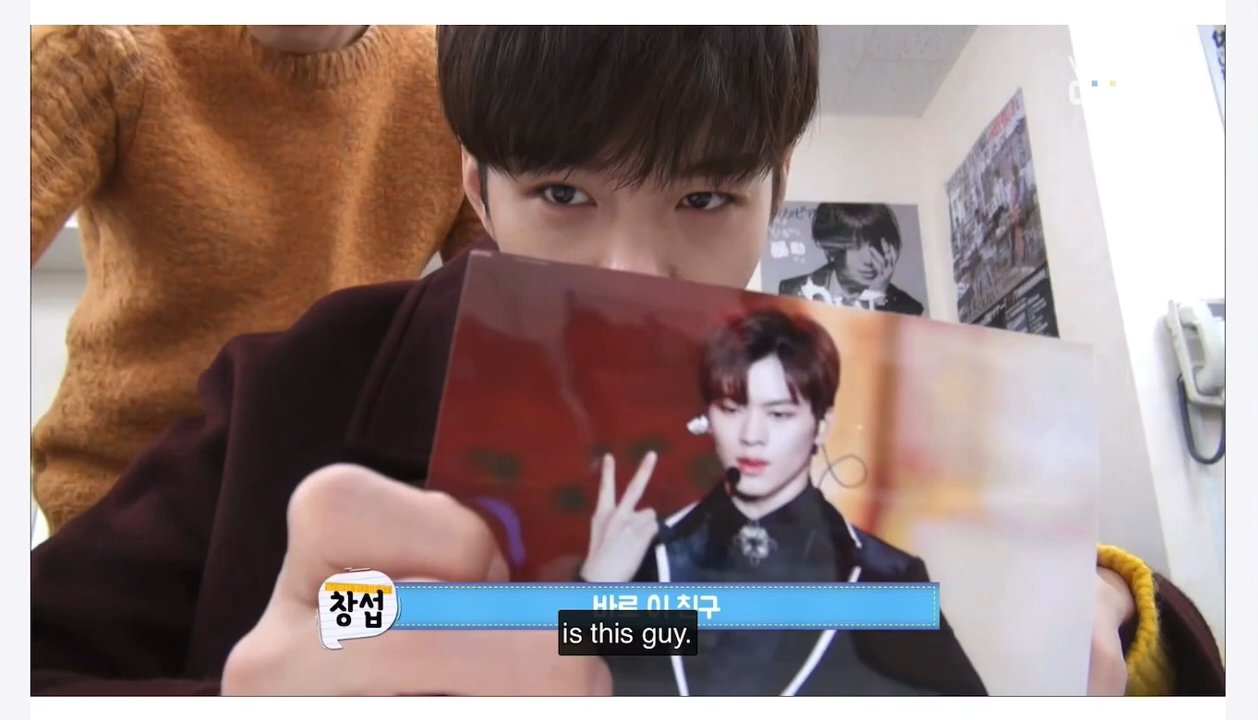 창섭
바로 이 친구
is this guy.